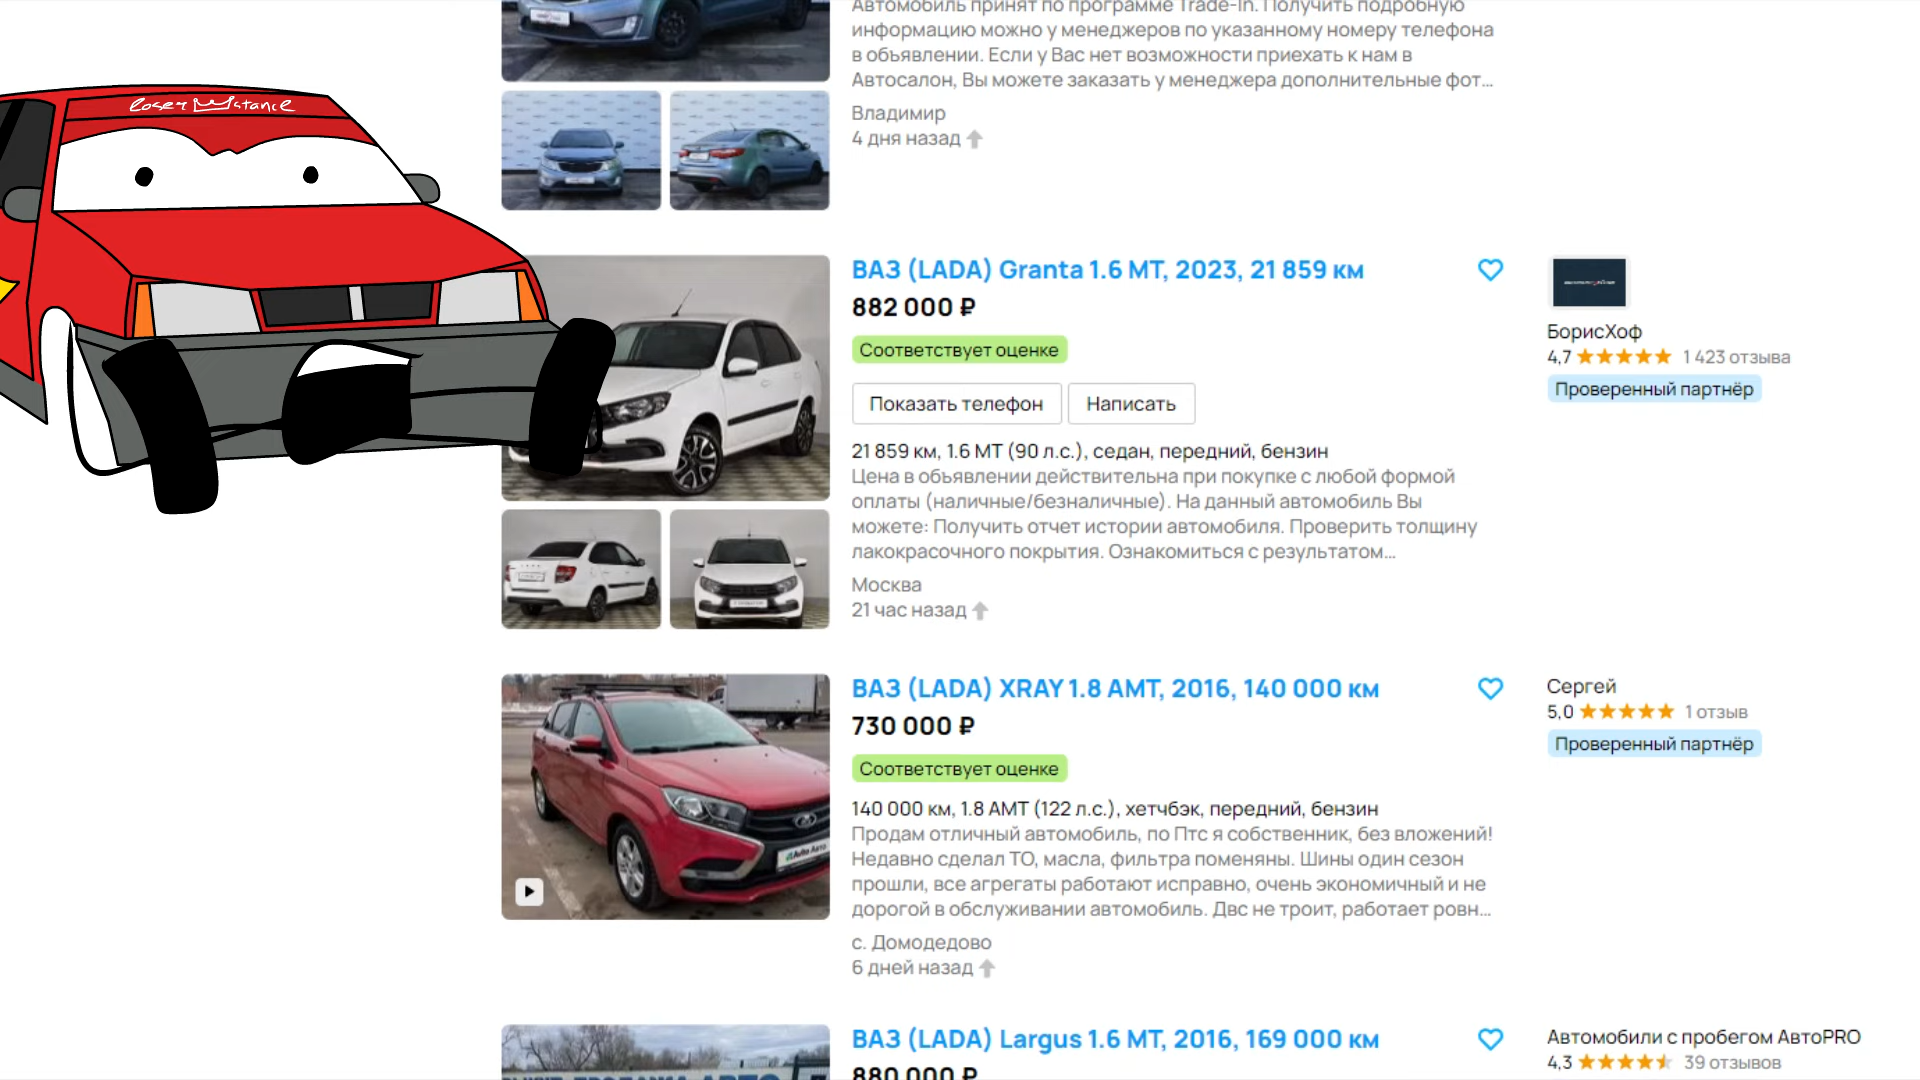 Автомобиль принят по программе Trade-In. Получить подробную
информацию можно у менеджеров по указанному номеру телефона
в объявлении. Если у Вас нет возможности приехать к нам в
Автосалон, Вы можете заказать у менеджера дополнительные фот...
Владимир
4 дня назад
loser stance
ВАЗ (LADA) Granta 1.6 MT, 2023, 21 859 км
882 000 ₽
Соответствует оценке
Показать телефон Написать
21 859 км, 1.6 MT (90 л.с.), седан, передний, бензин
Цена в объявлении действительна при покупке с любой формой
оплаты (наличные/безналичные). На данный автомобиль Вы
можете: Получить отчет истории автомобиля. Проверить толщину
лакокрасочного покрытия. Ознакомиться с результатом...
Москва
21 час назад
БорисХоф
4,7 1 423 отзыва
Проверенный партнёр
ВАЗ (LADA) XRAY 1.8 AMT, 2016, 140 000 км
730 000 ₽
Соответствует оценке
140 000 км, 1.8 AMT (122 л.с.), хетчбэк, передний, бензин
Продам отличный автомобиль, по Птс я собственник, без вложений!
Недавно сделал ТО, масла, фильтра поменяны. Шины один сезон
прошли, все агрегаты работают исправно, очень экономичный и не
дорогой в обслуживании автомобиль. Двс не троит, работает ровн...
с. Домодедово
6 дней назад
Сергей
5,0 1 отзыв
Проверенный партнёр
Avito Авто
ВАЗ (LADA) Largus 1.6 MT, 2016, 169 000 км
880 000 ₽
Автомобили с пробегом АвтоPRO
4,3 39 отзывов